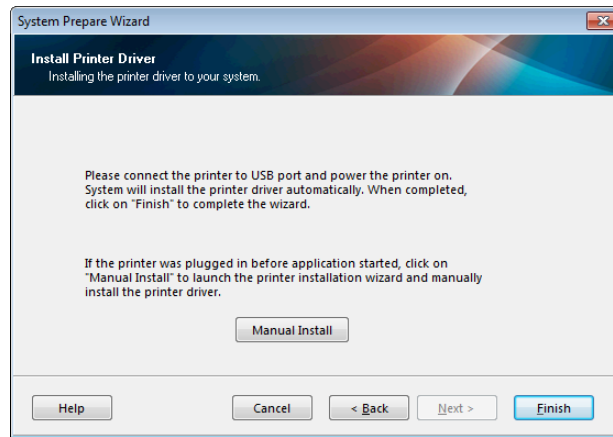 System Prepare Wizard
Install Printer Driver
Installing the printer driver to your system.
Please connect the printer to USB port and power the printer on.
System will install the printer driver automatically. When completed,
click on "Finish" to complete the wizard.
If the printer was plugged in before application started, click on
"Manual Install" to launch the printer installation wizard and manually
install the printer driver.
Manual Install
Help Cancel < Back Next > Finish